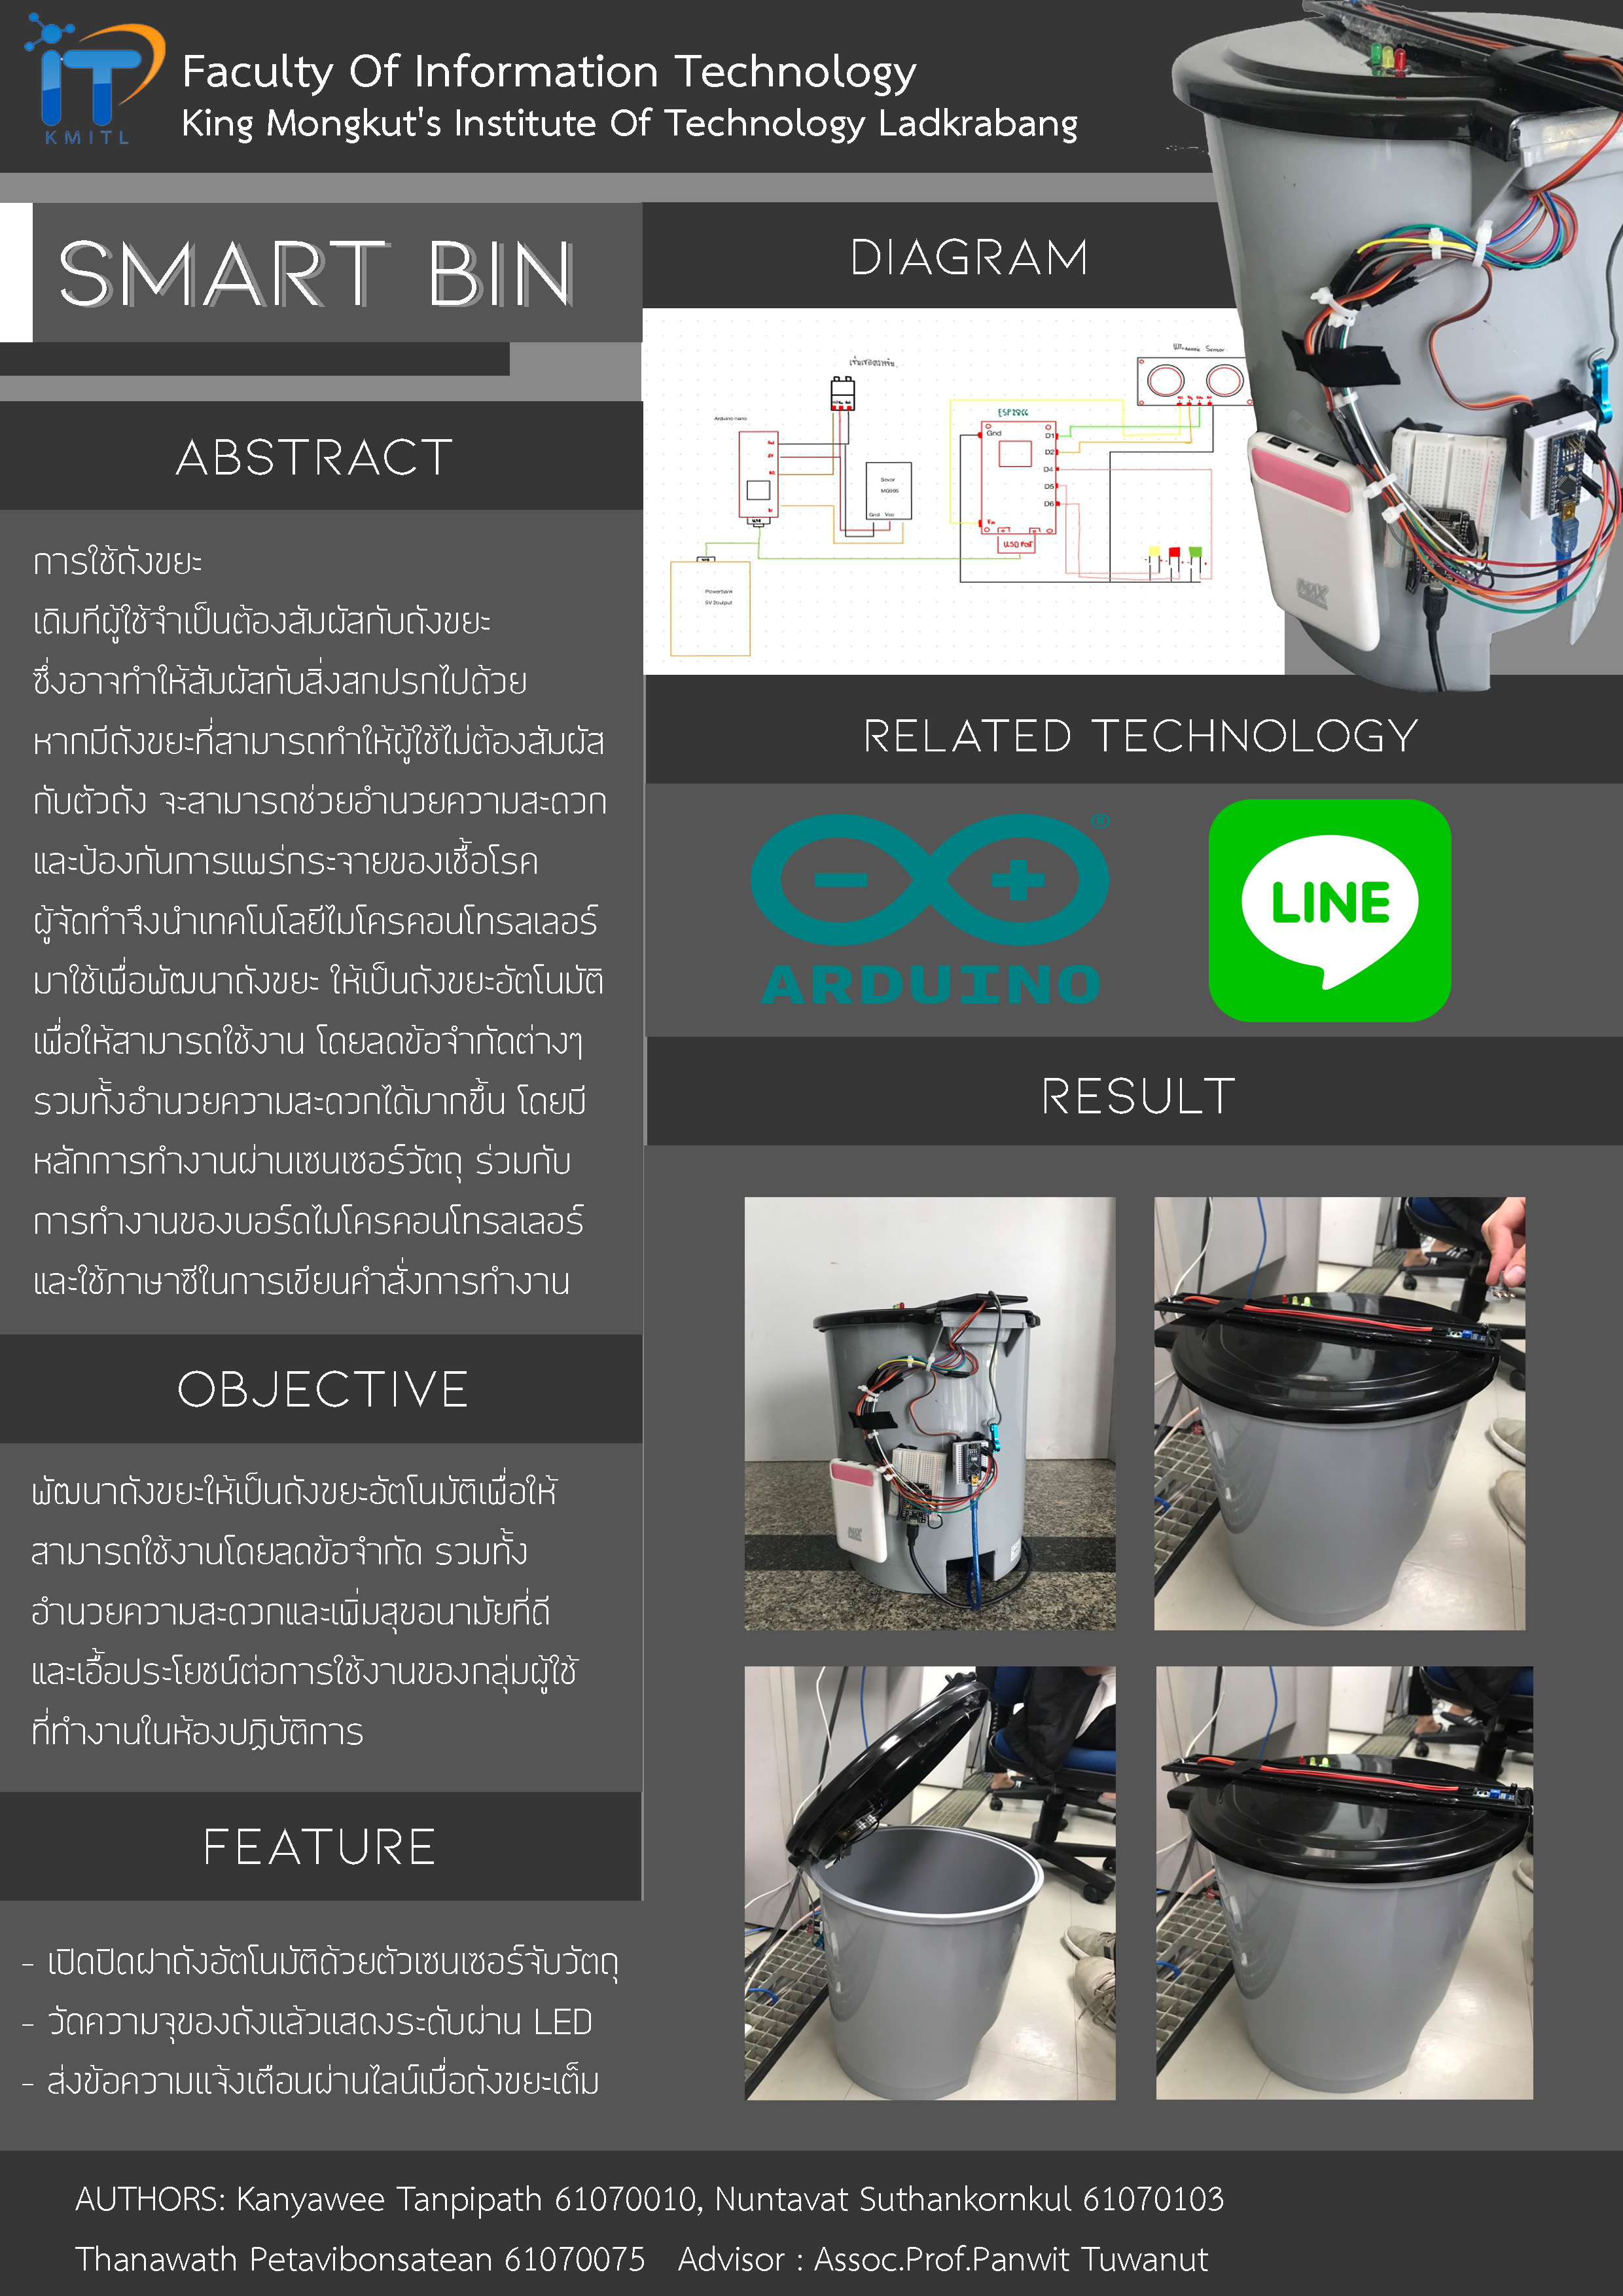 iT
KMITL
Faculty Of Information Technology
King Mongkut's Institute Of Technology Ladkrabang
SMART BIN
ABSTRACT
การใช้ถังขยะ
เดิมทีผู้ใช้จำเป็นต้องสัมผัสกับถังขยะ
ซึ่งอาจทำให้สัมผัสกับสิ่งสกปรกไปด้วย
หากมีถังขยะที่สามารถทำให้ผู้ใช้ไม่ต้องสัมผัส
กับตัวถัง จะสามารถช่วยอำนวยความสะดวก
และป้องกันการแพร่กระจายของเชื้อโรค
ผู้จัดทำจึงนำเทคโนโลยีไมโครคอนโทรลเลอร์
มาใช้เพื่อพัฒนาถังขยะ ให้เป็นถังขยะอัตโนมัติ
เพื่อให้สามารถใช้งาน โดยลดข้อจำกัดต่างๆ
รวมทั้งอำนวยความสะดวกได้มากขึ้น โดยมี
หลักการทำงานผ่านเซนเซอร์วัตถุ ร่วมกับ
การทำงานของบอร์ดไมโครคอนโทรลเลอร์
และใช้ภาษาซีในการเขียนคำสั่งการทำงาน
OBJECTIVE
พัฒนาถังขยะให้เป็นถังขยะอัตโนมัติเพื่อให้
สามารถใช้งานโดยลดข้อจำกัด รวมทั้ง
อำนวยความสะดวกและเพิ่มสุขอนามัยที่ดี
และเอื้อประโยชน์ต่อการใช้งานของกลุ่มผู้ใช้
ที่ทำงานในห้องปฏิบัติการ
FEATURE
- เปิดปิดฝาถังอัตโนมัติด้วยตัวเซนเซอร์จับวัตถุ
- วัดความจุของถังแล้วแสดงระดับผ่าน LED
- ส่งข้อความแจ้งเตือนผ่านไลน์เมื่อถังขยะเต็ม
DIAGRAM
Sensor
Arduino nano
ESP2866
Gnd
D1
D2
D4
D5
D6
Vin
USB Port
Sevor
MG995
Gnd Vcc
Powerbank
5V 2output
RELATED TECHNOLOGY
ARDUINO
®
LINE
RESULT
AUTHORS: Kanyawee Tanpipath 61070010, Nuntavat Suthankornkul 61070103
Thanawath Petavibonsatean 61070075 Advisor : Assoc.Prof.Panwit Tuwanut